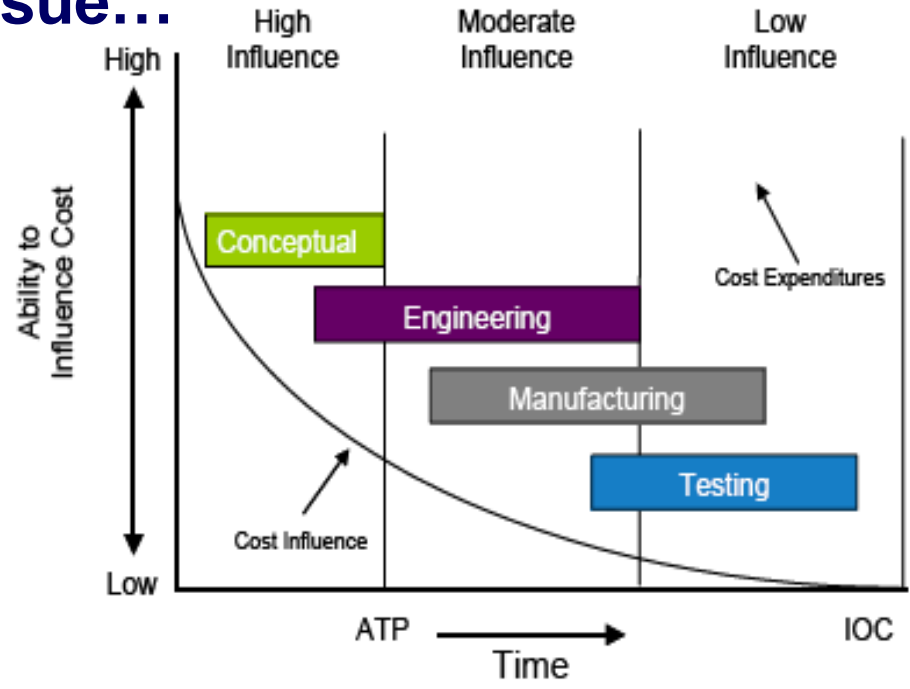 sue...
High
Influence
Moderate
Influence
Low
Influence
High
Ability to
Influence Cost
Low
Conceptual
Engineering
Manufacturing
Testing
Cost Expenditures
Cost Influence
ATP
IOC
Time